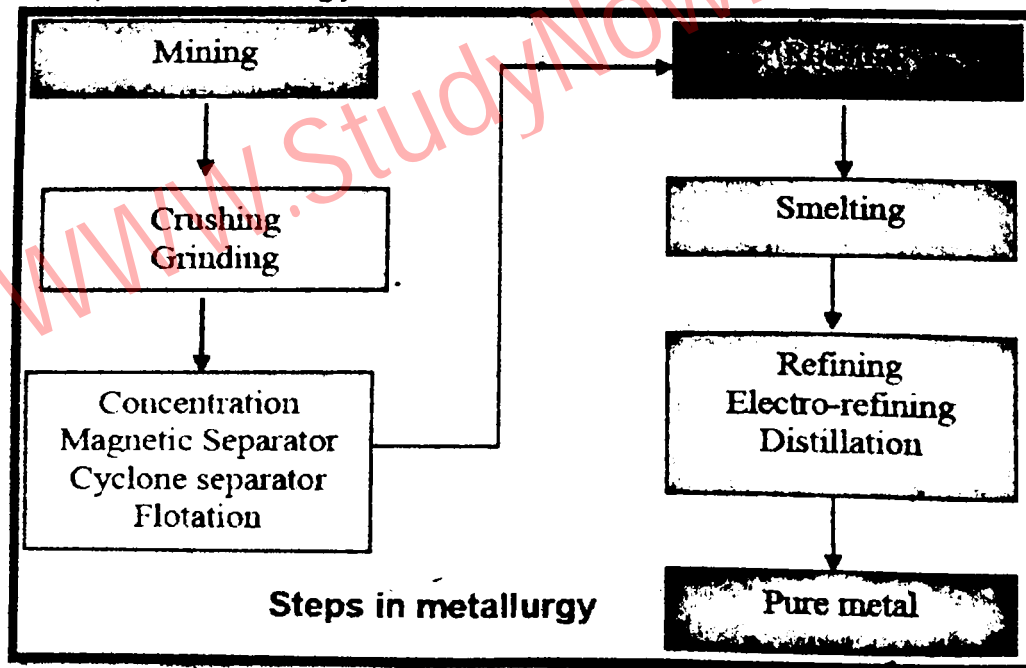 Mining
Crushing
Grinding
Concentration
Magnetic Separator
Cyclone separator
Flotation
Roasting
Smelting
Refining
Electro-refining
Distillation
Pure metal
Steps in metallurgy
www.StudyNow